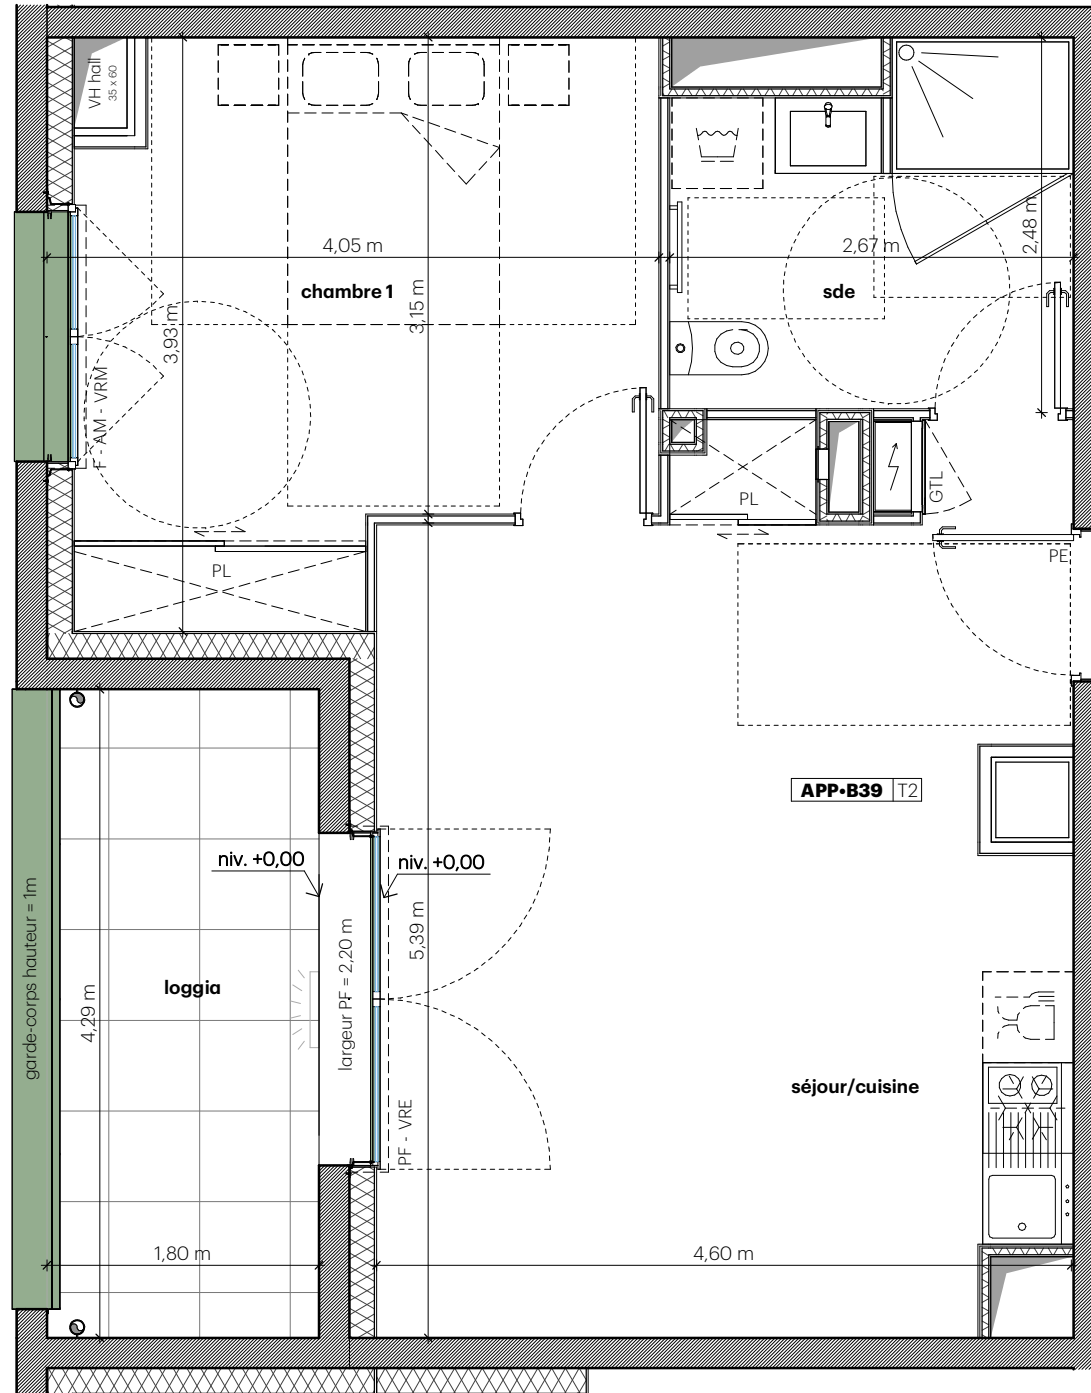 VH hall
35 x 60
4,05 m
2,67 m
2,48 m
chambre 1
sde
3,93 m
3,15 m
F - AM - VRM
PL
PL
GTL
PE
APP•B39 T2
niv. +0,00
niv. +0,00
garde-corps hauteur = 1m
loggia
4,29 m
largeur PF = 2,20 m
5,39 m
PF - VRE
séjour/cuisine
1,80 m
4,60 m